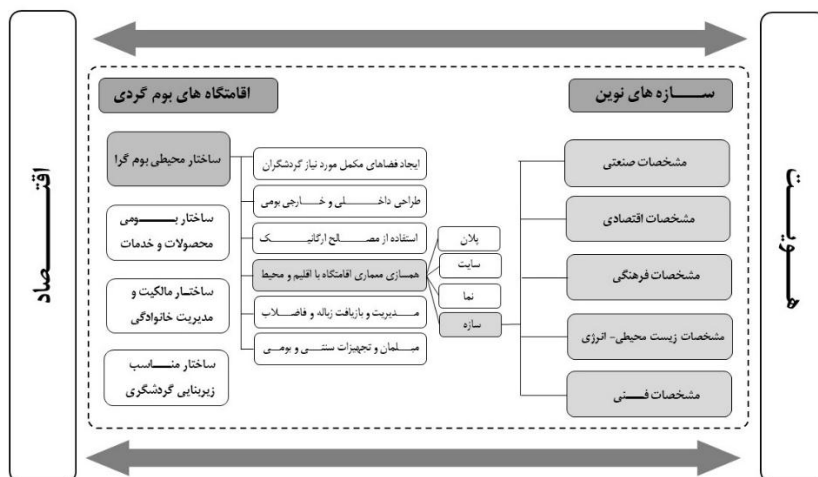 هویت
سازه های نوین
مشخصات صنعتی
مشخصات اقتصادی
مشخصات فرهنگی
مشخصات زیست محیطی- انرژی
مشخصات فنی
پلان
سایت
نما
سازه
اقامتگاه های بوم گردی
ایجاد فضاهای مکمل مورد نیاز گردشگران
طراحی داخلی و خارجی بومی
استفاده از مصالح ارگانیک
همسازی معماری اقامتگاه با اقلیم و محیط
مدیریت و بازیافت زباله و فاضلاب
مبلمان و تجهیزات سنتی و بومی
ساختار محیطی بوم گرا
ساختار بومی
محصولات و خدمات
ساختار مالکیت و
مدیریت خانوادگی
ساختار مناسب
زیربنایی گردشگری
اقتصاد